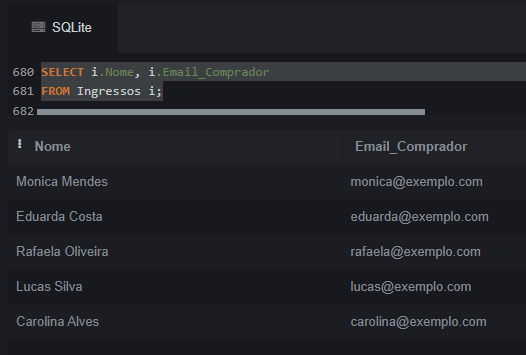 SQLite
680 SELECT i.Nome, i.Email_Comprador
681 FROM Ingressos i;
682
Nome Email_Comprador
Monica Mendes monica@exemplo.com
Eduarda Costa eduarda@exemplo.com
Rafaela Oliveira rafaela@exemplo.com
Lucas Silva lucas@exemplo.com
Carolina Alves carolina@exemplo.com